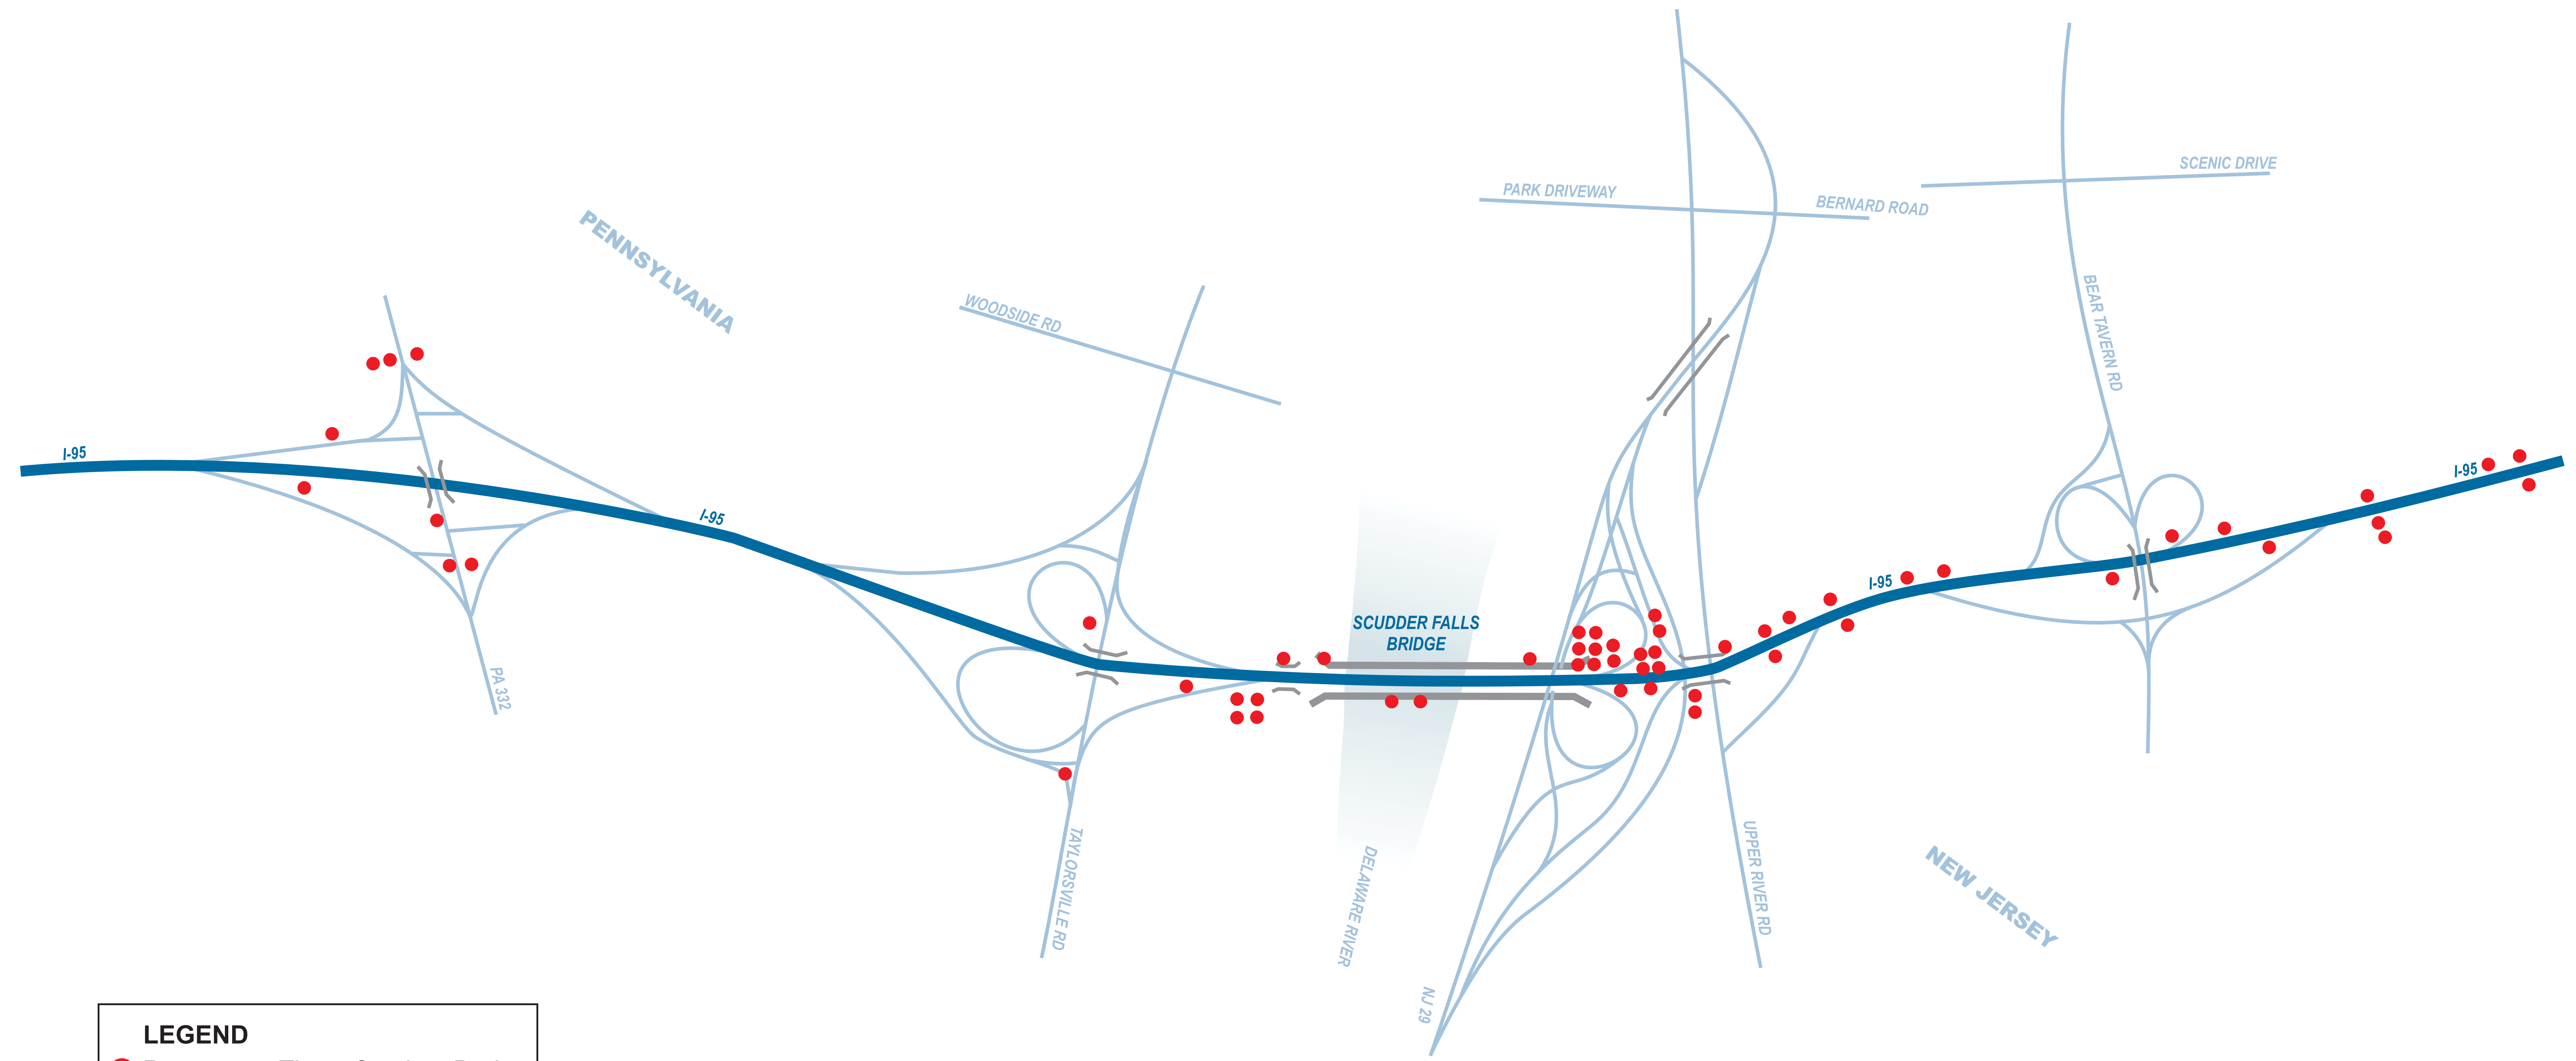 SCENIC DRIVE
PARK DRIVEWAY
BERNARD ROAD
PENNSYLVANIA
WOODSIDE RD
BEAR TAVERN RD
I-95
I-95
I-95
I-95
SCUDDER FALLS
BRIDGE
PA 332
TAYLORSVILLE RD
DELAWARE RIVER
UPPER RIVER RD
NEW JERSEY
NJ 29
LEGEND